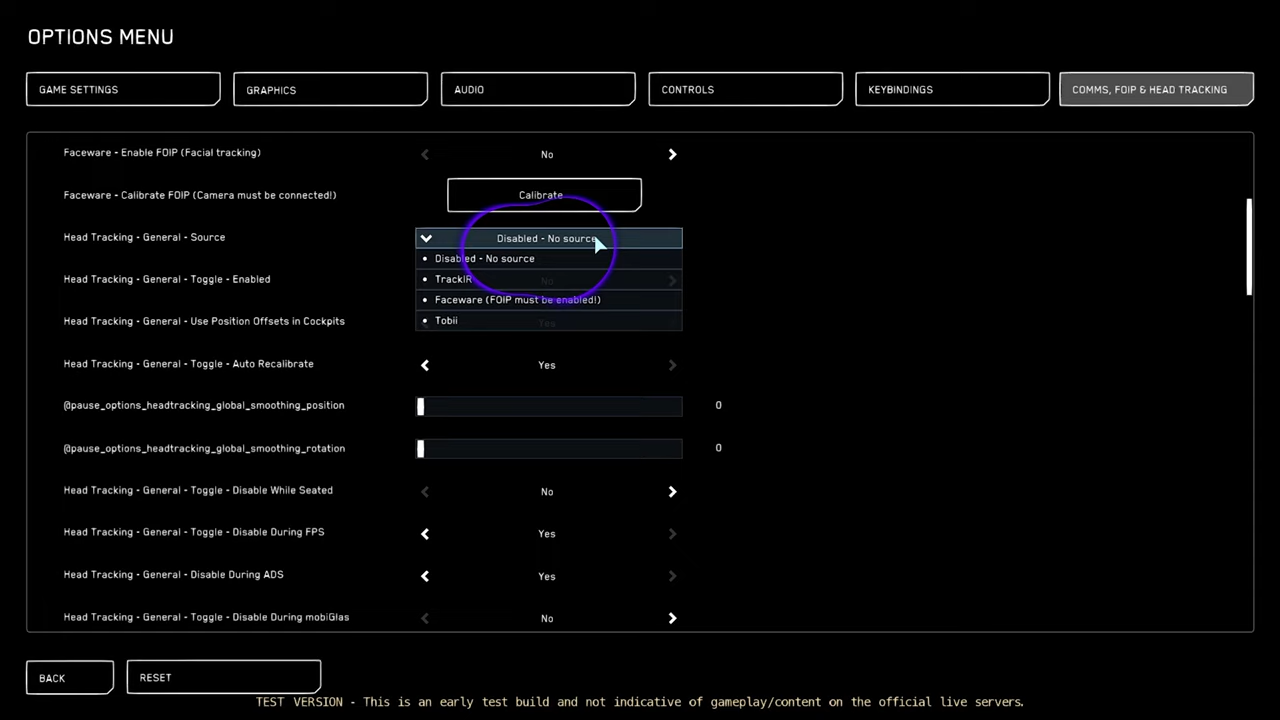 OPTIONS MENU
GAME SETTINGS
GRAPHICS
AUDIO
CONTROLS
KEYBINDINGS
COMMS, FOIP & HEAD TRACKING
Faceware - Enable FOIP (Facial tracking)
No
Faceware - Calibrate FOIP (Camera must be connected!)
Calibrate
Head Tracking - General - Source
Disabled - No source
Disabled - No source
Head Tracking - General - Toggle - Enabled
TrackIR
No
Faceware (FOIP must be enabled!)
Head Tracking - General - Use Position Offsets in Cockpits
Tobii
Yes
Head Tracking - General - Toggle - Auto Recalibrate
Yes
@pause_options_headtracking_global_smoothing_position
0
@pause_options_headtracking_global_smoothing_rotation
0
Head Tracking - General - Toggle - Disable While Seated
No
Head Tracking - General - Toggle - Disable During FPS
Yes
Head Tracking - General - Disable During ADS
Yes
Head Tracking - General - Toggle - Disable During mobiGlas
No
BACK
RESET
TEST VERSION - This is an early test build and not indicative of gameplay/content on the official live servers.